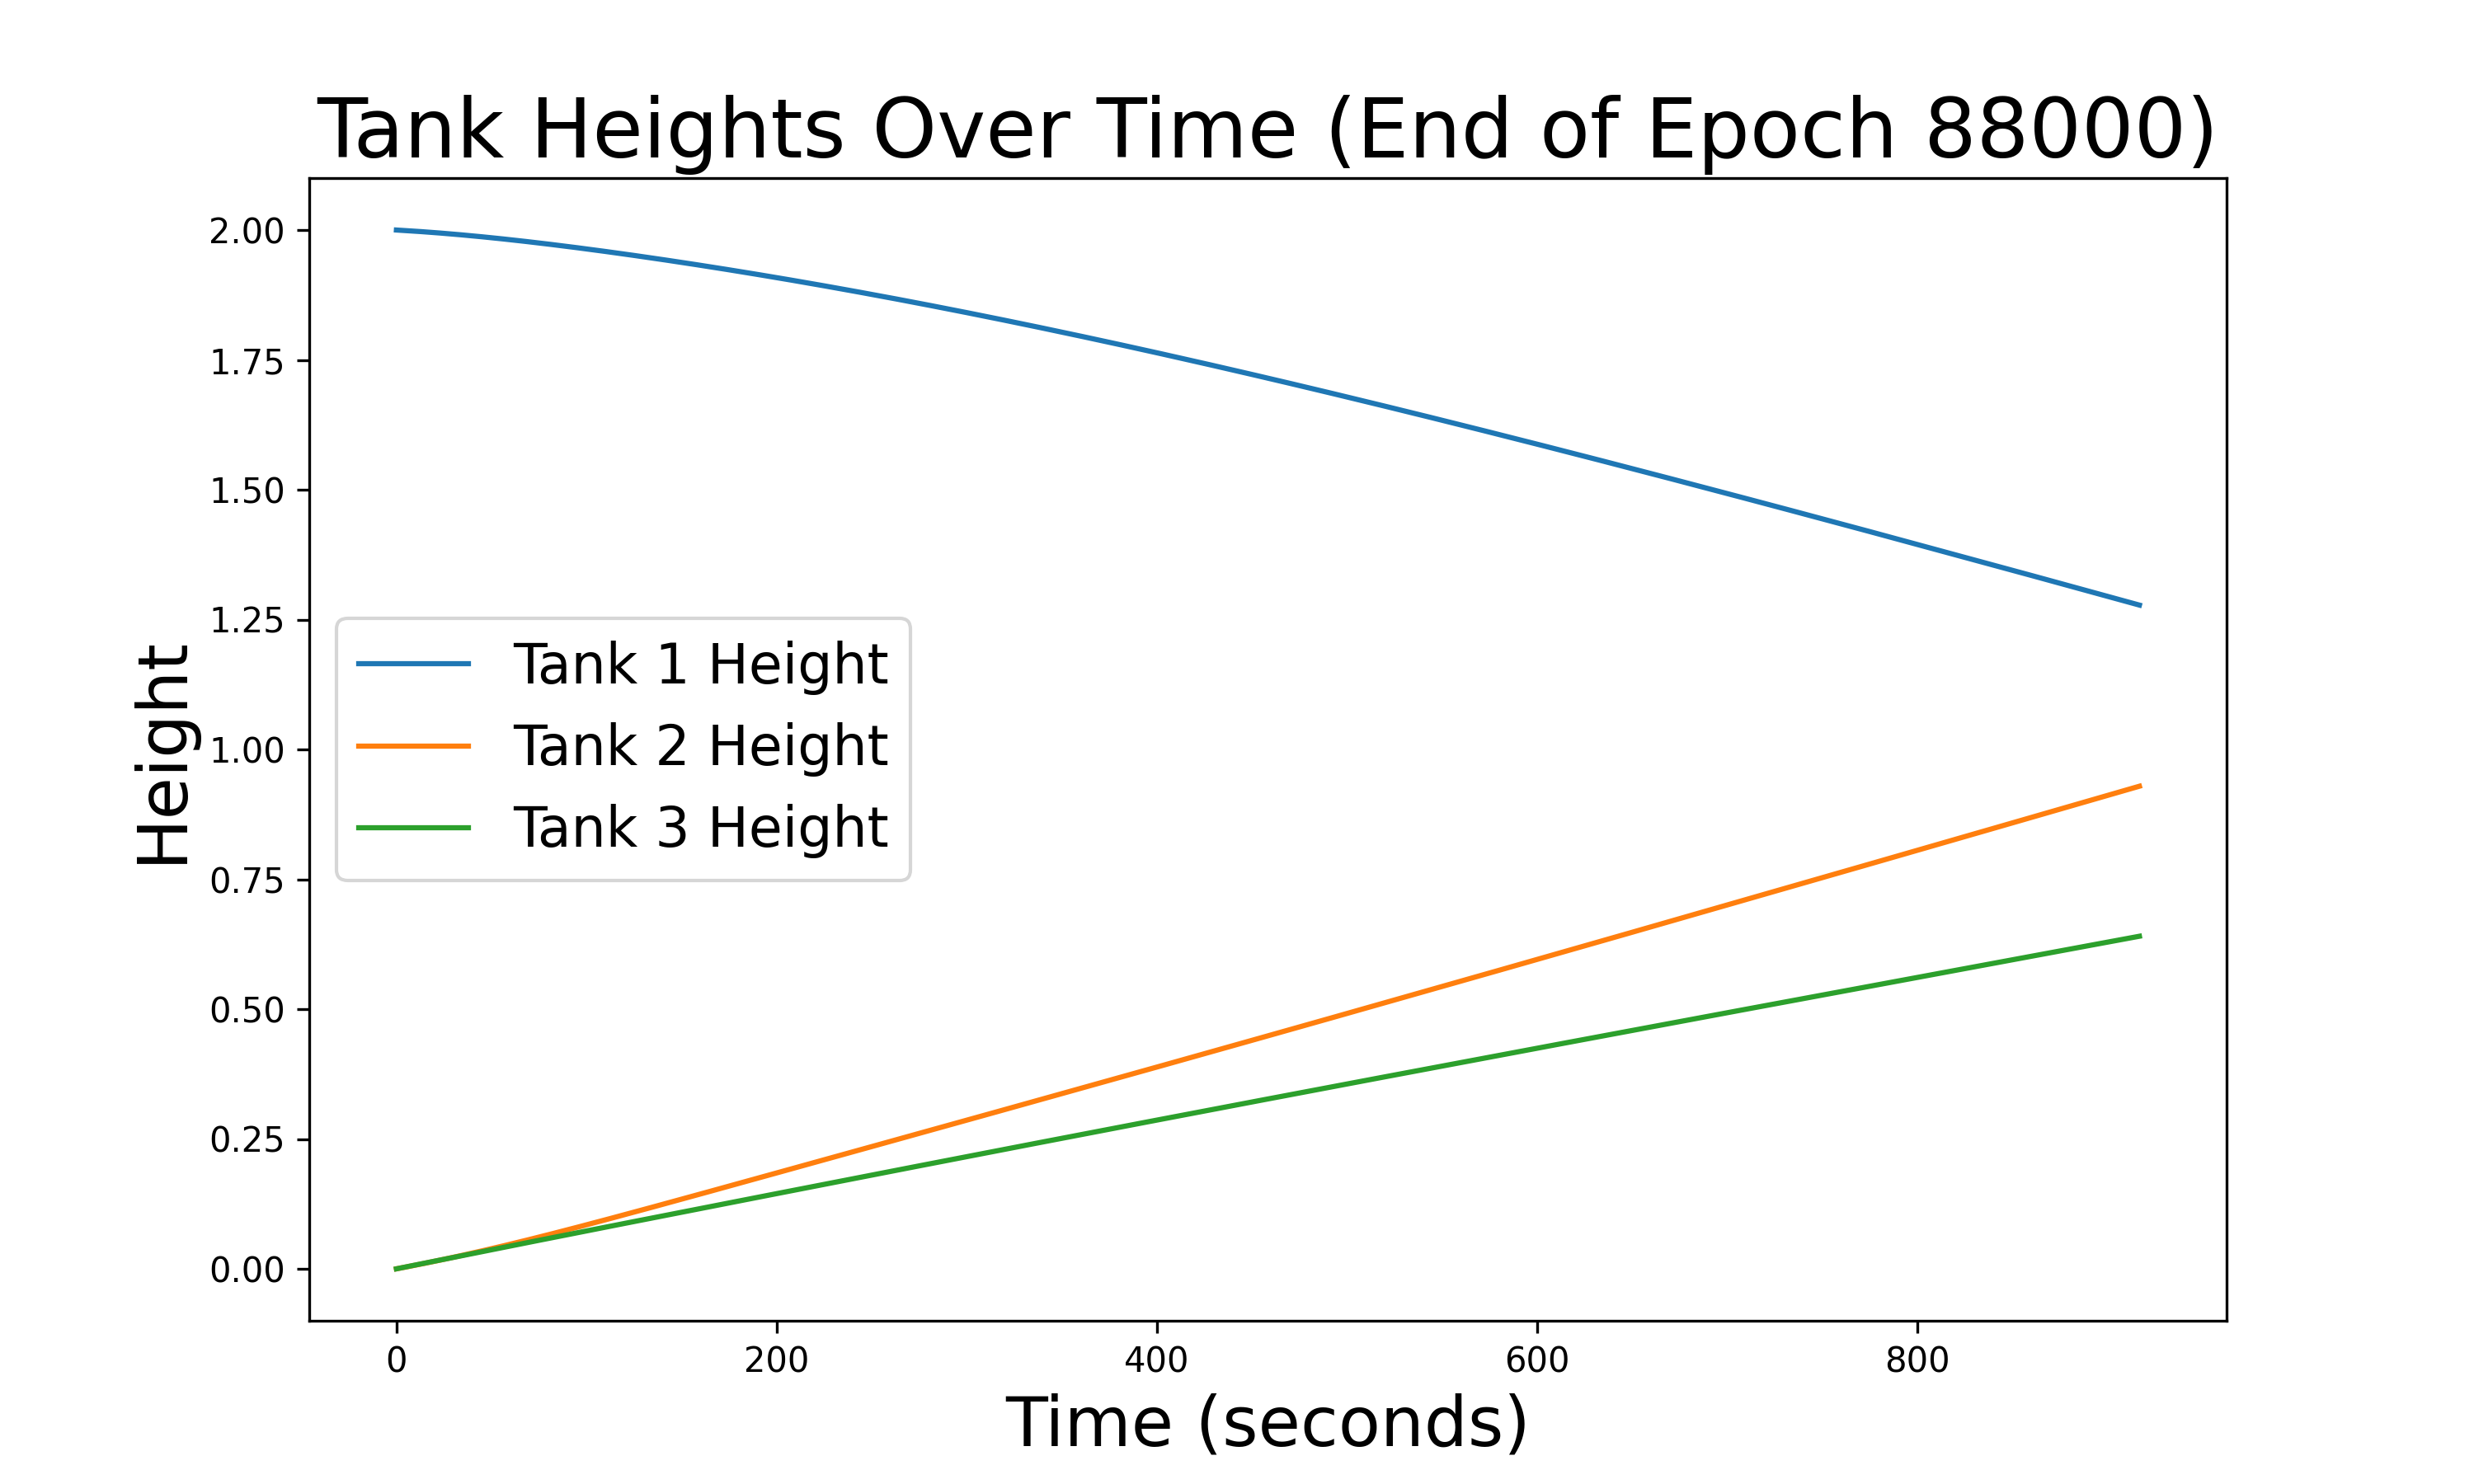 Tank Heights Over Time (End of Epoch 88000)
2.00
1.75
1.50
1.25
1.00
0.75
0.50
0.25
0.00
Height
Tank 1 Height
Tank 2 Height
Tank 3 Height
0 200 400 600 800
Time (seconds)